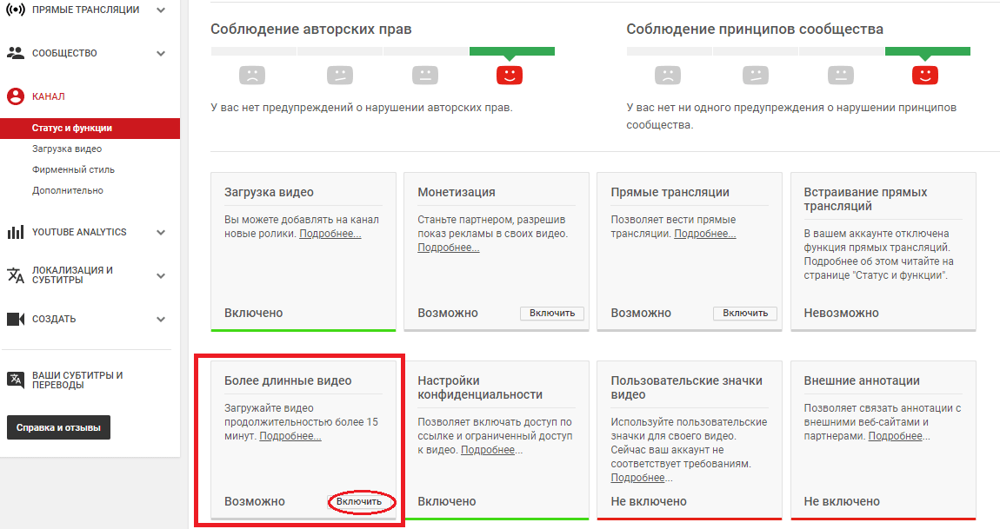 ПРЯМЫЕ ТРАНСЛЯЦИИ
СООБЩЕСТВО
КАНАЛ
Статус и функции
Загрузка видео
Фирменный стиль
Дополнительно
YOUTUBE ANALYTICS
ЛОКАЛИЗАЦИЯ И
СУБТИТРЫ
СОЗДАТЬ
ВАШИ СУБТИТРЫ И
ПЕРЕВОДЫ
Справка и отзывы
Соблюдение авторских прав
У вас нет предупреждений о нарушении авторских прав.
Соблюдение принципов сообщества
У вас нет ни одного предупреждения о нарушении принципов
сообщества.
Загрузка видео
Вы можете добавлять на канал
новые ролики. Подробнее...
Включено
Монетизация
Станьте партнером, разрешив
показ рекламы в своих видео.
Подробнее...
Возможно
Включить
Прямые трансляции
Позволяет вести прямые
трансляции. Подробнее...
Возможно
Включить
Встраивание прямых
трансляций
В вашем аккаунте отключена
функция прямых трансляций.
Подробнее об этом читайте на
странице "Статус и функции".
Невозможно
Более длинные видео
Загружайте видео
продолжительностью более 15
минут. Подробнее...
Возможно
Включить
Настройки
конфиденциальности
Позволяет включать доступ по
ссылке и ограниченный доступ
к видео. Подробнее...
Включено
Пользовательские значки
видео
Используйте пользовательские
значки для своего видео.
Сейчас ваш аккаунт не
соответствует требованиям.
Подробнее...
Не включено
Внешние аннотации
Позволяет связать аннотации с
внешними веб-сайтами и
партнерами. Подробнее...
Не включено